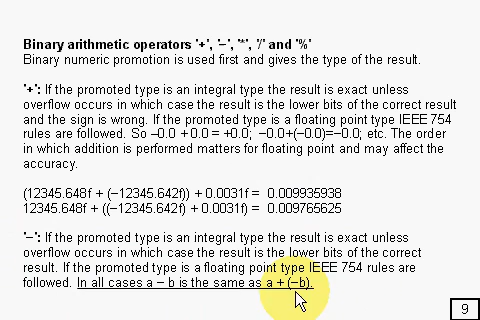 Binary arithmetic operators '+', '−', '*', '/' and '%'
Binary numeric promotion is used first and gives the type of the result.
'+': If the promoted type is an integral type the result is exact unless
overflow occurs in which case the result is the lower bits of the correct result
and the sign is wrong. If the promoted type is a floating point type IEEE 754
rules are followed. So −0.0 + 0.0 = +0.0; −0.0+(−0.0)=−0.0; etc. The order
in which addition is performed matters for floating point and may affect the
accuracy.
(12345.648f + (−12345.642f)) + 0.0031f = 0.009935938
12345.648f + ((−12345.642f) + 0.0031f) = 0.009765625
'−': If the promoted type is an integral type the result is exact unless
overflow occurs in which case the result is the lower bits of the correct
result. If the promoted type is a floating point type IEEE 754 rules are
followed. In all cases a − b is the same as a + (−b).
9